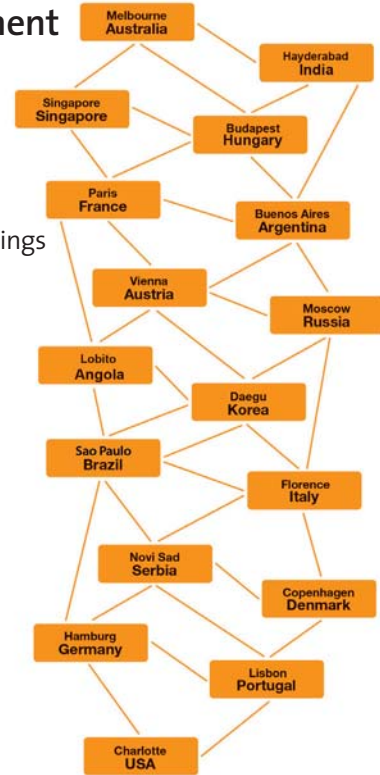 ment
Melbourne
Australia
Hayderabad
India
Singapore
Singapore
Budapest
Hungary
Paris
France
Buenos Aires
Argentina
ings
Vienna
Austria
Moscow
Russia
Lobito
Angola
Daegu
Korea
Sao Paulo
Brazil
Florence
Italy
Novi Sad
Serbia
Copenhagen
Denmark
Hamburg
Germany
Lisbon
Portugal
Charlotte
USA